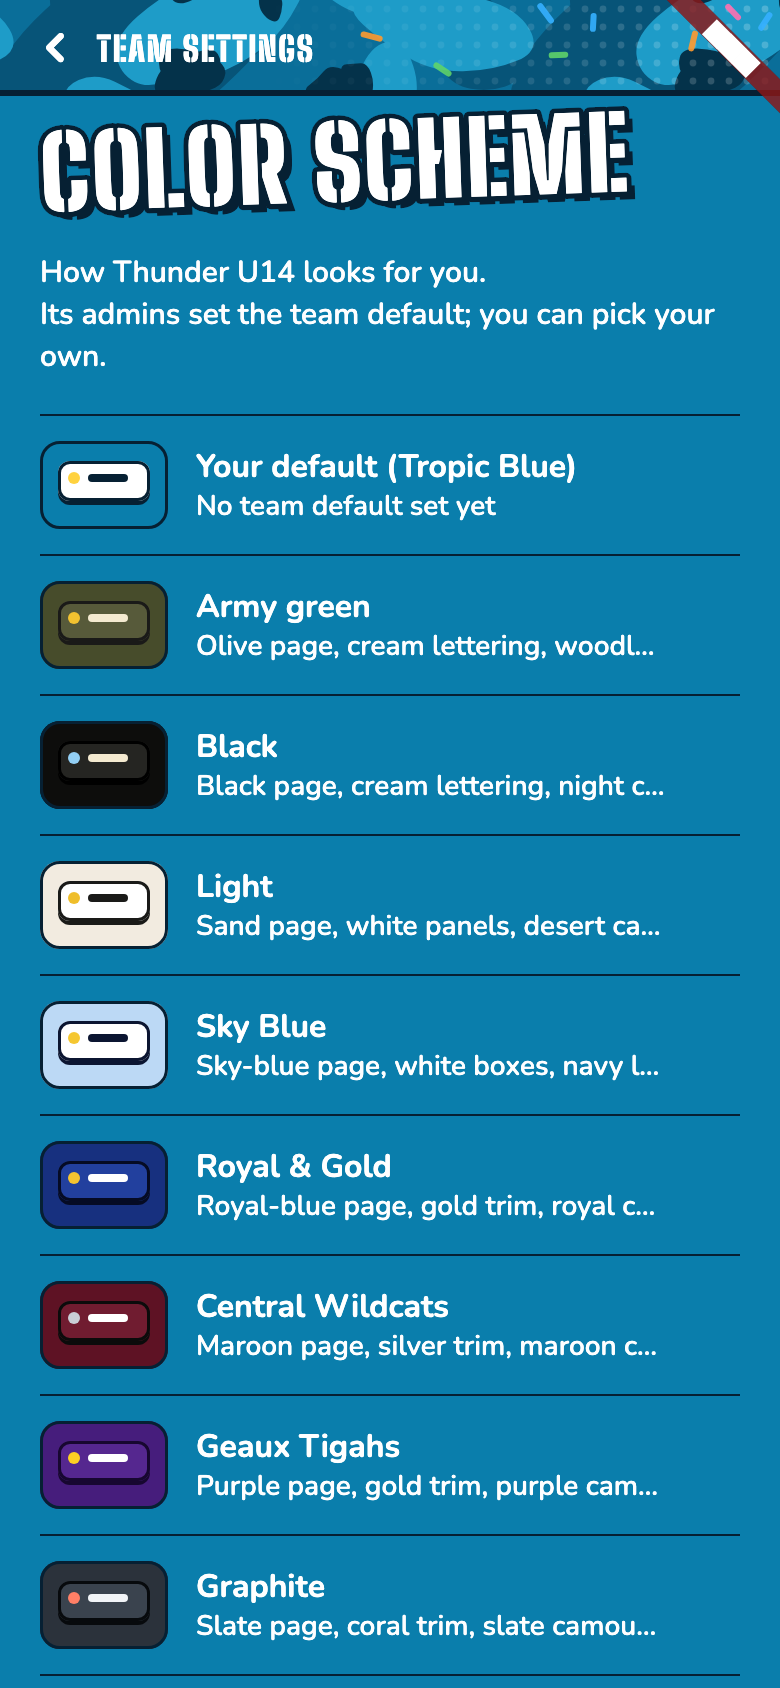 TEAM SETTINGS
COLOR SCHEME
How Thunder U14 looks for you.
Its admins set the team default; you can pick your
own.
Your default (Tropic Blue)
No team default set yet
Army green
Olive page, cream lettering, woodl...
Black
Black page, cream lettering, night c...
Light
Sand page, white panels, desert ca...
Sky Blue
Sky-blue page, white boxes, navy l...
Royal & Gold
Royal-blue page, gold trim, royal c...
Central Wildcats
Maroon page, silver trim, maroon c...
Geaux Tigahs
Purple page, gold trim, purple cam...
Graphite
Slate page, coral trim, slate camou...